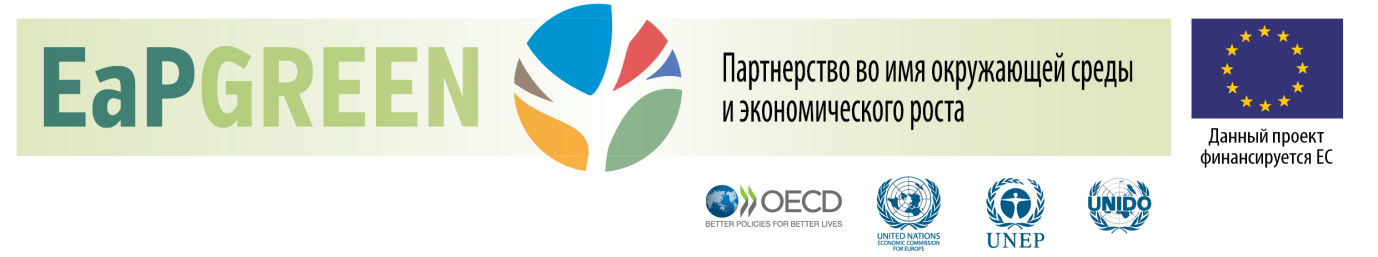 EaPGREEN
Партнерство во имя окружающей среды
и экономического роста
Данный проект
финансируется ЕС
OECD
BETTER POLICIES FOR BETTER LIVES
UNITED NATIONS
ECONOMIC COMMISSION
FOR EUROPE
UNEP
UNIDO